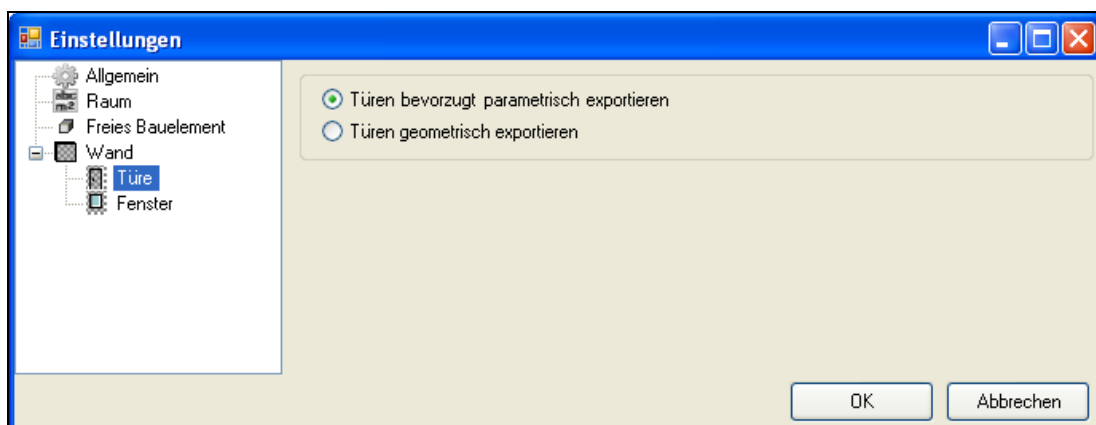 Einstellungen
Allgemein
Raum
Freies Bauelement
Wand
Türe
Fenster
Türen bevorzugt parametrisch exportieren
Türen geometrisch exportieren
OK
Abbrechen